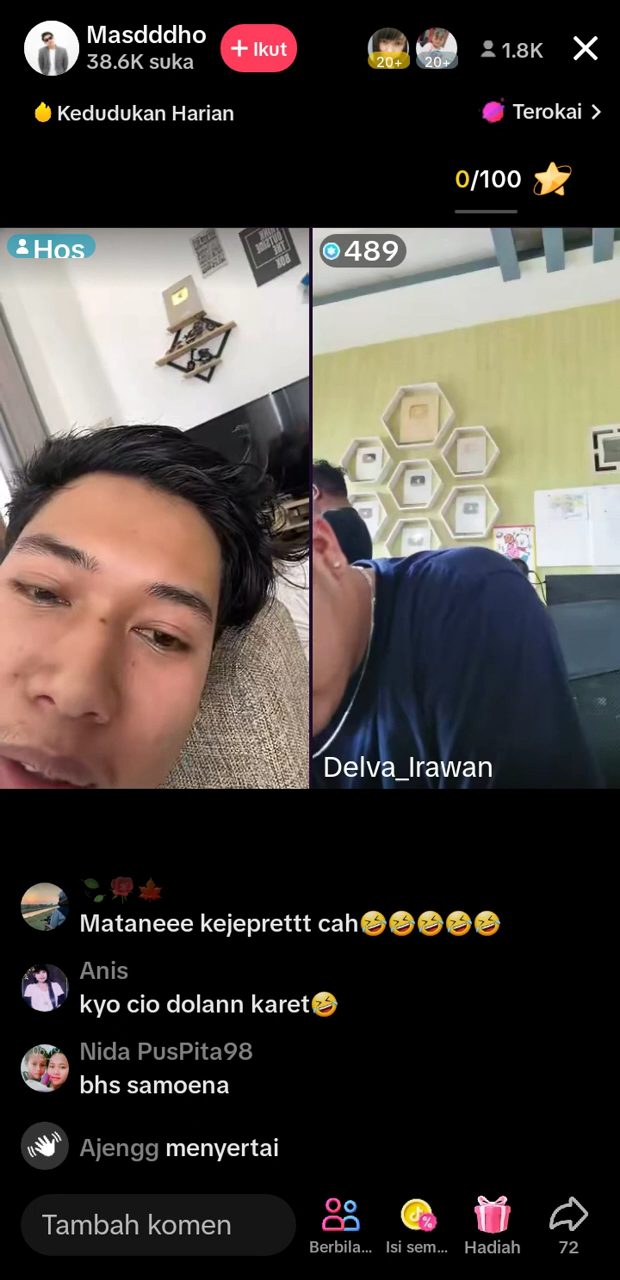 Masdddho
38.6K suka
+ Ikut
20+
20+
1.8K
Kedudukan Harian
Terokai >
0/100
Hos
489
Delva_Irawan
🌿🌹🍁
Mataneee kejeprettt cah🤣🤣🤣🤣🤣
Anis
kyo cio dolann karet🤣
Nida PusPita98
bhs samoena
Ajengg menyertai
Tambah komen
Berbila...
Isi sem...
Hadiah
72